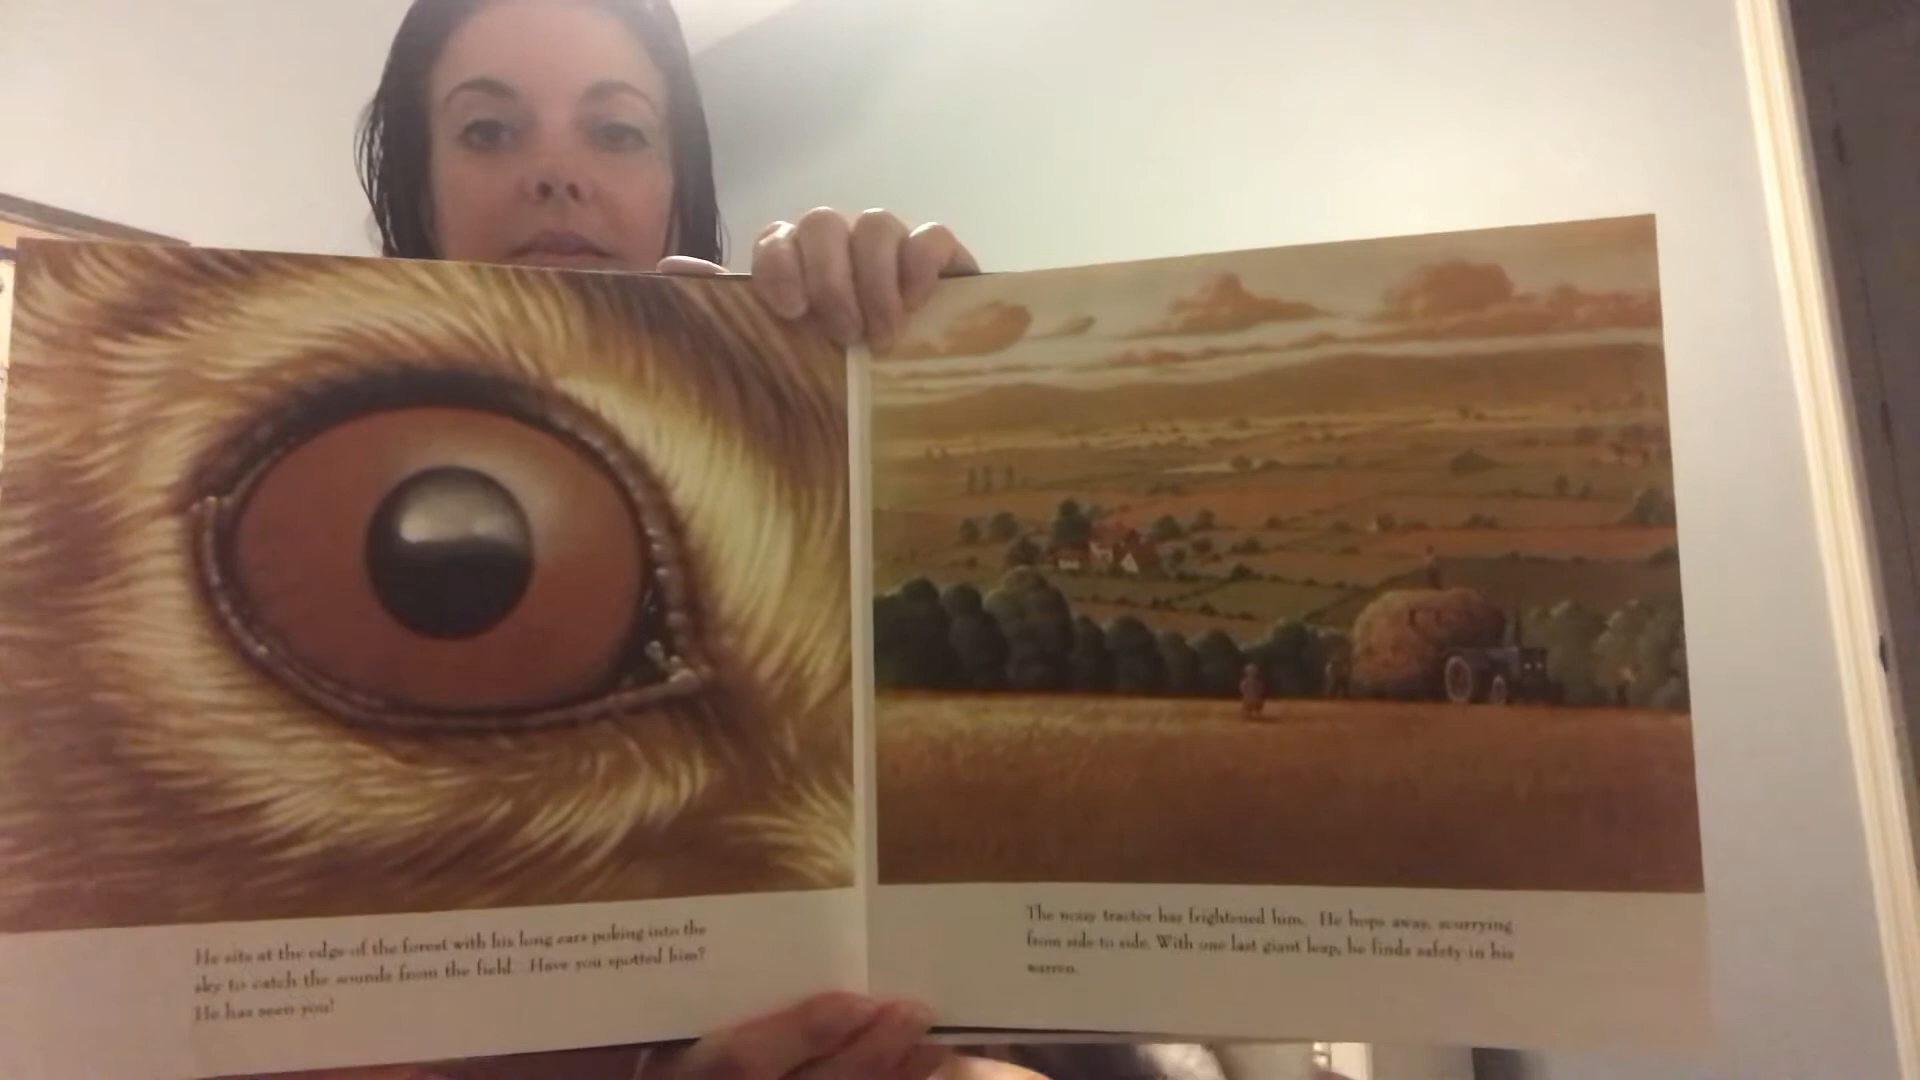 He sits at the edge of the forest with his long ears poking into the
sky to catch the sounds from the field. Have you spotted him?
He has seen you!
The noisy tractor has frightened him. He hops away, scurrying
from side to side. With one last giant leap, he finds safety in his
warren.